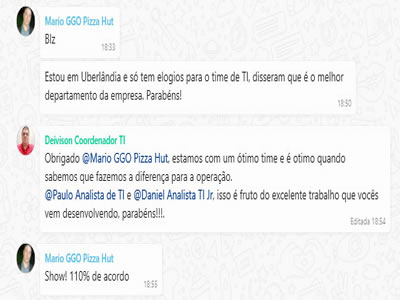 Mario GGO Pizza Hut
Blz
18:33
Estou em Uberlândia e só tem elogios para o time de TI, disseram que é o melhor
departamento da empresa. Parabéns!
18:50
Deivison Coordenador TI
Obrigado @Mario GGO Pizza Hut, estamos com um ótimo time e é otimo quando
sabemos que fazemos a diferença para a operação.
@Paulo Analista de TI e @Daniel Analista TI Jr, isso é fruto do excelente trabalho que vocês
vem desenvolvendo, parabéns!!!.
Editada 18:54
Mario GGO Pizza Hut
Show! 110% de acordo
18:55